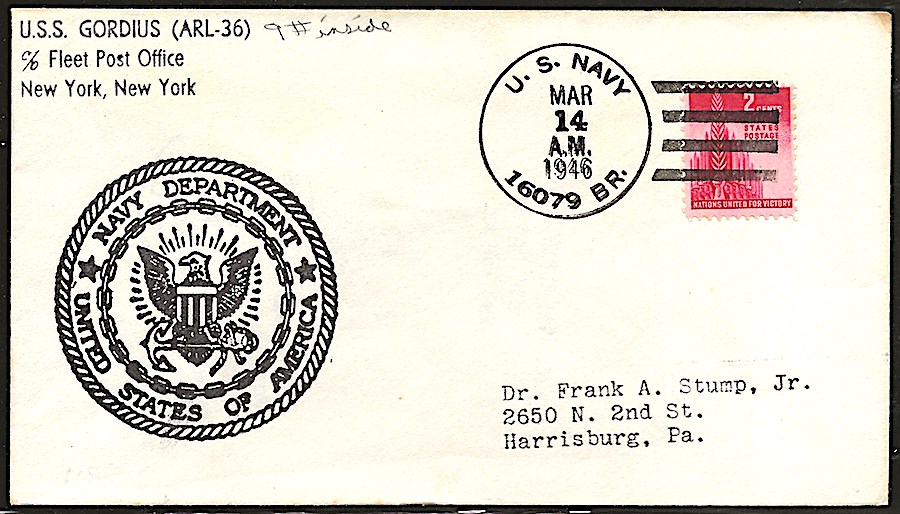 U.S.S. GORDIUS (ARL-36) 9# inside
c/o Fleet Post Office
New York, New York
U. S. NAVY
MAR
14
A.M.
1946
16079 BR.
2 CENTS
STATES
POSTAGE
NATIONS UNITED FOR VICTORY
NAVY DEPARTMENT
UNITED STATES OF AMERICA
Dr. Frank A. Stump, Jr.
2650 N. 2nd St.
Harrisburg, Pa.